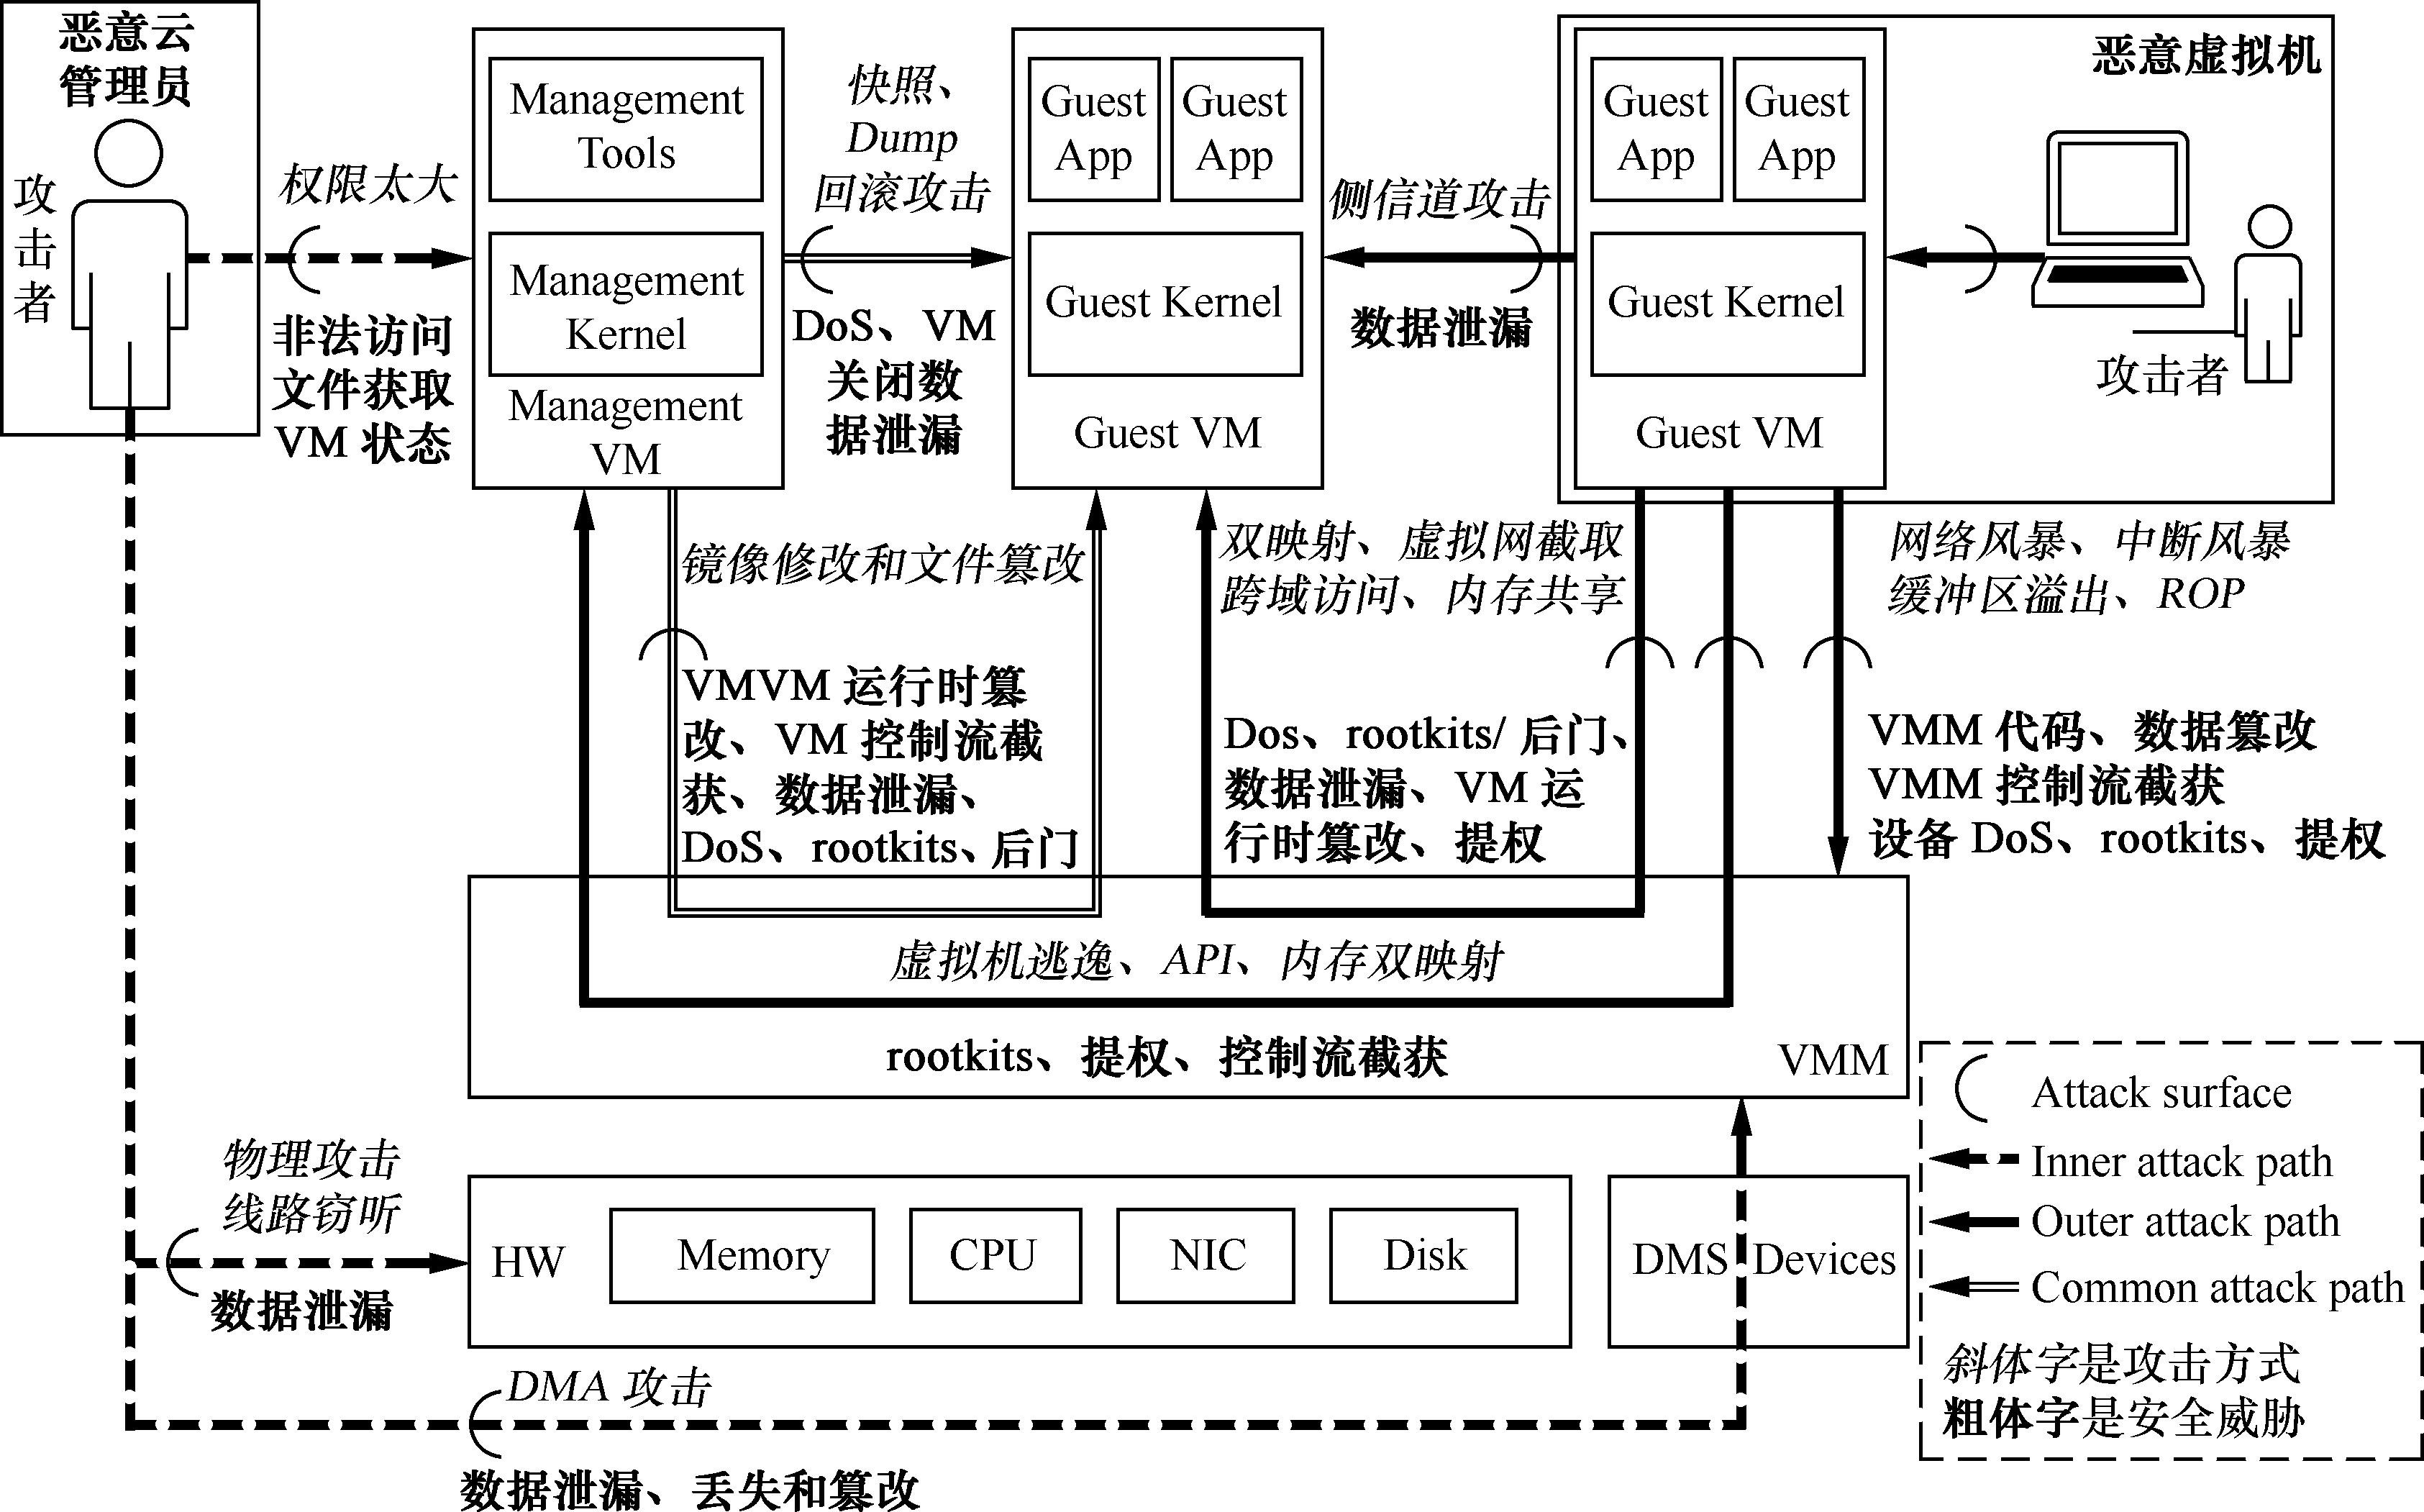 恶意云
管理员
攻
击
者
权限太大
非法访问
文件获取
VM 状态
Management
Tools
Management
Kernel
Management
VM
快照、
Dump
回滚攻击
DoS、VM
关闭数
据泄漏
Guest
App
Guest
App
Guest Kernel
Guest VM
侧信道攻击
数据泄漏
Guest
App
Guest
App
Guest Kernel
Guest VM
恶意虚拟机
攻击者
镜像修改和文件篡改
VMVM 运行时篡
改、VM 控制流截
获、数据泄漏、
DoS、rootkits、后门
双映射、虚拟网截取
跨域访问、内存共享
Dos、rootkits/ 后门、
数据泄漏、VM 运
行时篡改、提权
网络风暴、中断风暴
缓冲区溢出、ROP
VMM 代码、数据篡改
VMM 控制流截获
设备 DoS、rootkits、提权
虚拟机逃逸、API、内存双映射
rootkits、提权、控制流截获
VMM
物理攻击
线路窃听
数据泄漏
HW
Memory
CPU
NIC
Disk
DMS Devices
DMA 攻击
数据泄漏、丢失和篡改
Attack surface
Inner attack path
Outer attack path
Common attack path
斜体字是攻击方式
粗体字是安全威胁